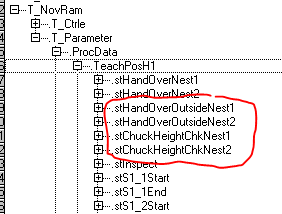 T_NovRam
T_Ctrle
T_Parameter
.ProcData
.TeachPosH1
.stHandOverNest1
.stHandOverNest2
.stHandOverOutsideNest1
.stHandOverOutsideNest2
.stChuckHeightChkNest1
.stChuckHeightChkNest2
.stInspect
.stS1_1Start
.stS1_1End
.stS1_2Start